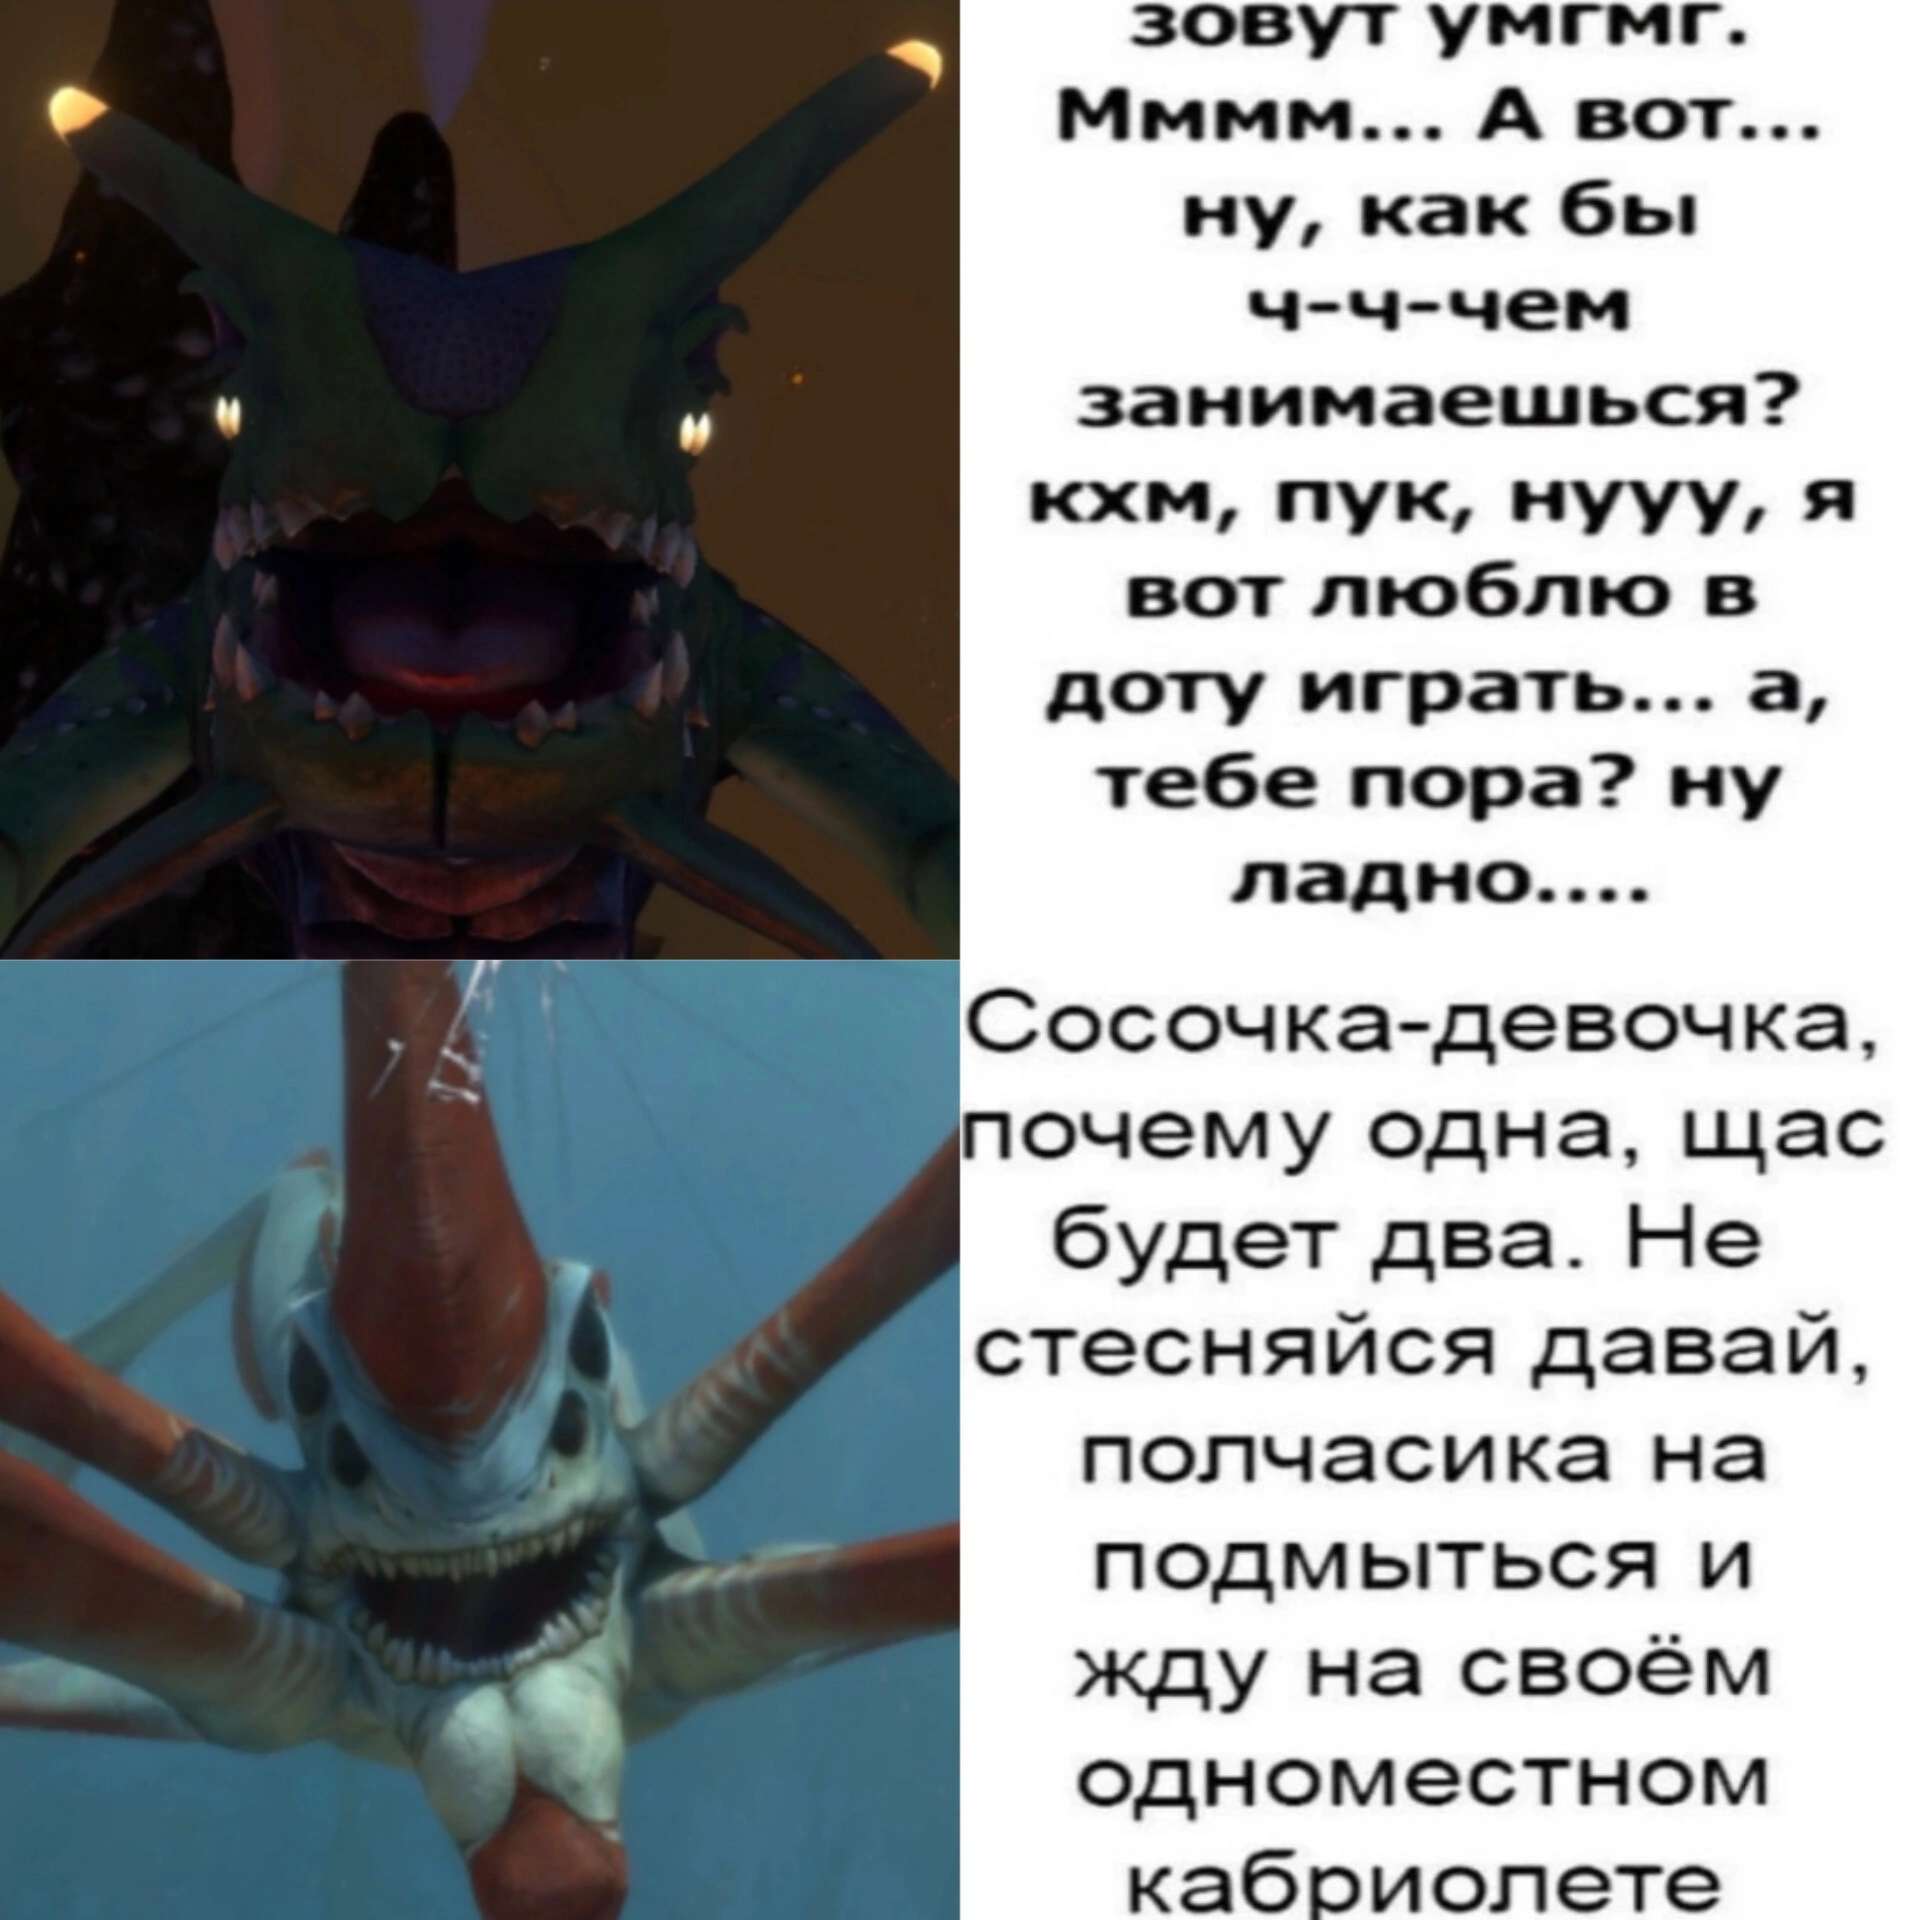 зовут умгмг.
Мммм... А вот...
ну, как бы
ч-ч-чем
занимаешься?
кхм, пук, нууу, я
вот люблю в
доту играть... а,
тебе пора? ну
ладно....
Сосочка-девочка,
почему одна, щас
будет два. Не
стесняйся давай,
полчасика на
подмыться и
жду на своём
одноместном
кабриолете